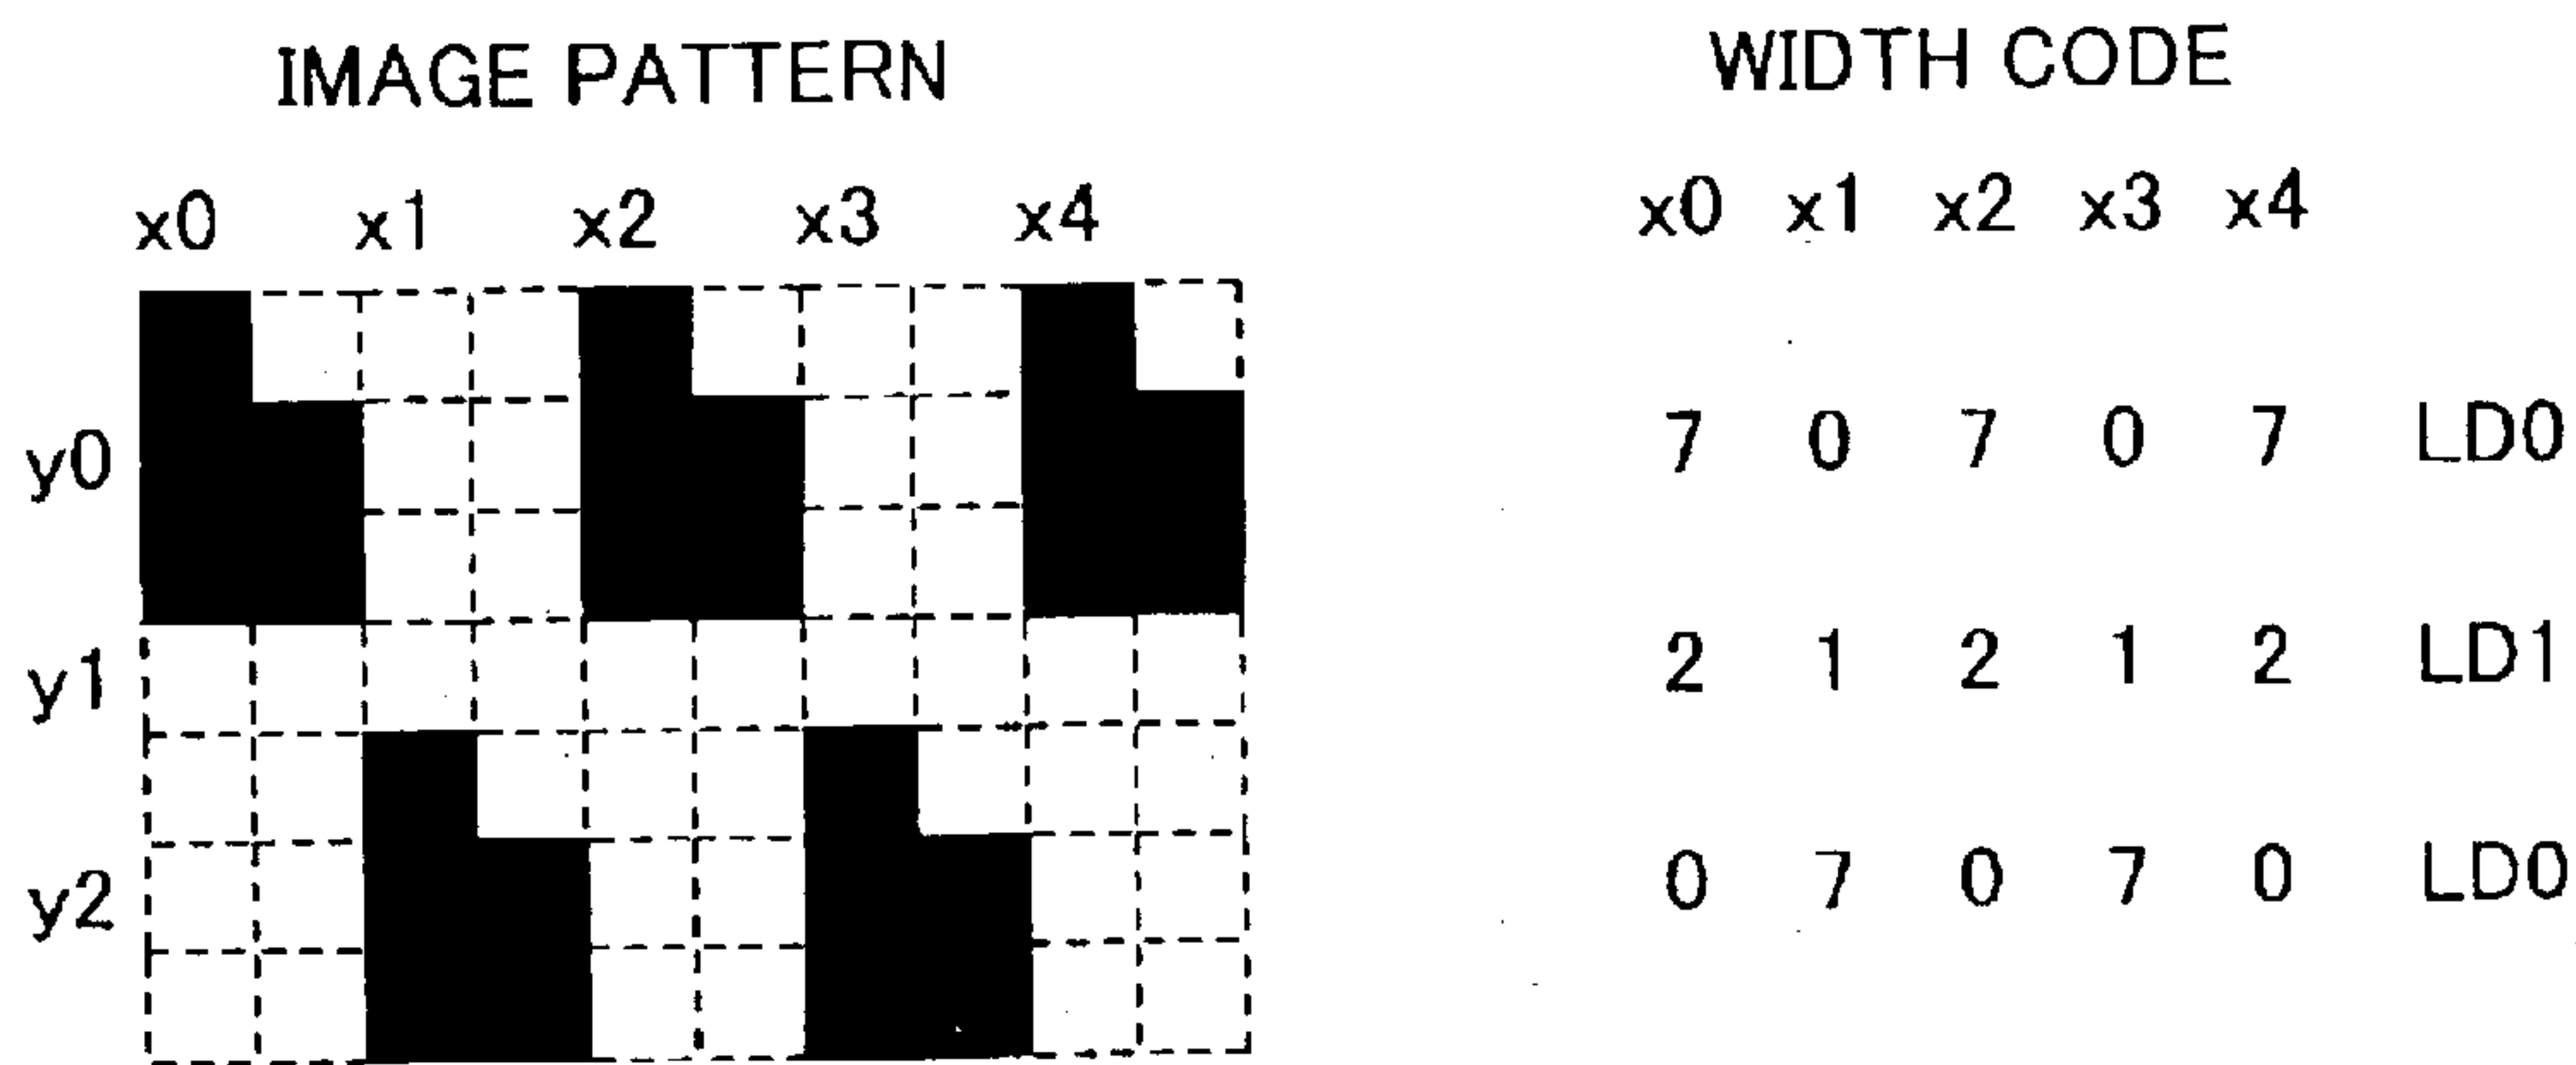 IMAGE PATTERN
WIDTH CODE
x0 x1 x2 x3 x4
x0 x1 x2 x3 x4
y0
7 0 7 0 7 LD0
y1
2 1 2 1 2 LD1
y2
0 7 0 7 0 LD0